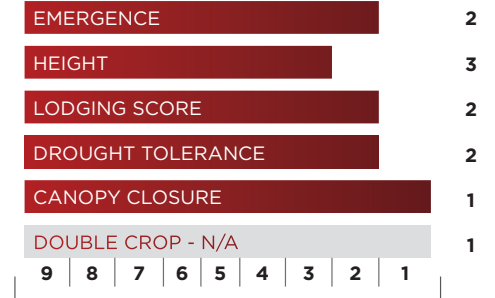 EMERGENCE 2
HEIGHT 3
LODGING SCORE 2
DROUGHT TOLERANCE 2
CANOPY CLOSURE 1
DOUBLE CROP - N/A 1
9 8 7 6 5 4 3 2 1